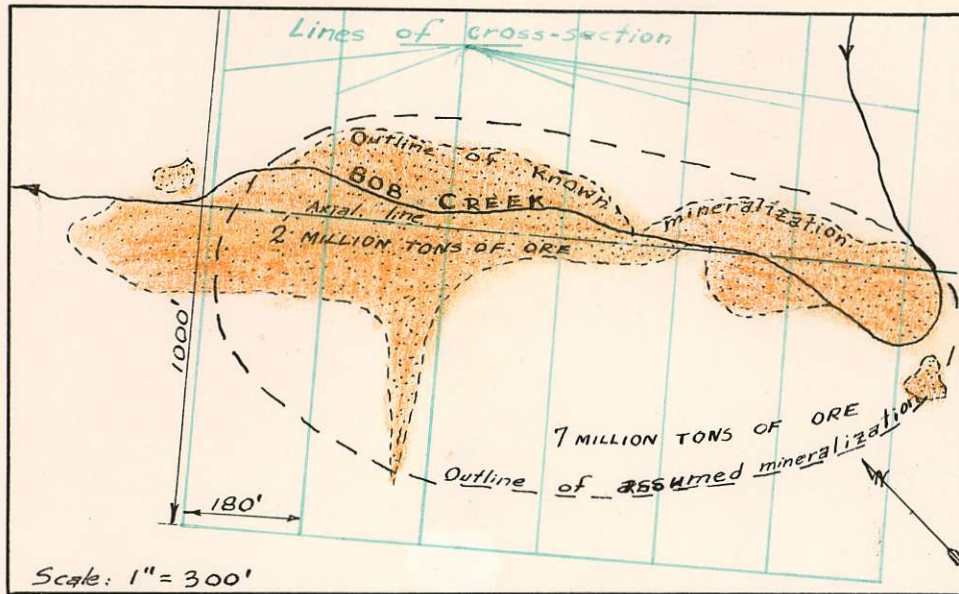 Lines of cross-section
Outline of known mineralization
BOB CREEK
Axial line
2 MILLION TONS OF ORE
1000'
7 MILLION TONS OF ORE
Outline of assumed mineralization
N
180'
Scale: 1" = 300'